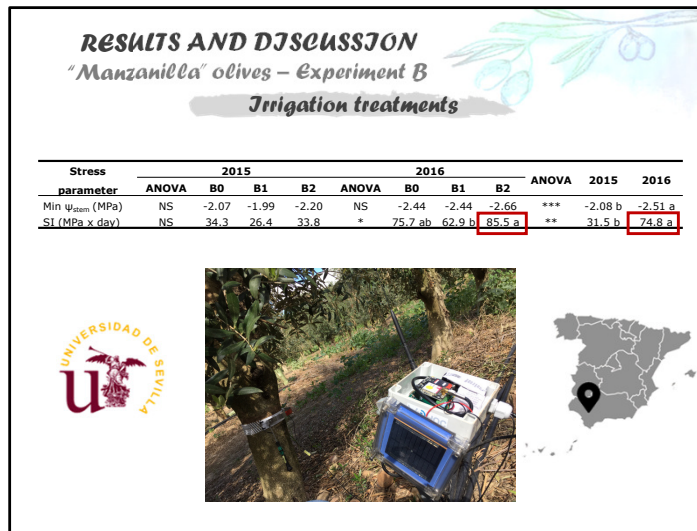 RESULTS AND DISCUSSION
"Manzanilla" olives – Experiment B
Irrigation treatments
Stress parameter 2015 2016 ANOVA 2015 2016
ANOVA B0 B1 B2 ANOVA B0 B1 B2
Min ψstem (MPa) NS -2.07 -1.99 -2.20 NS -2.44 -2.44 -2.66 *** -2.08 b -2.51 a
SI (MPa x day) NS 34.3 26.4 33.8 * 75.7 ab 62.9 b 85.5 a ** 31.5 b 74.8 a
UNIVERSIDAD DE SEVILLA